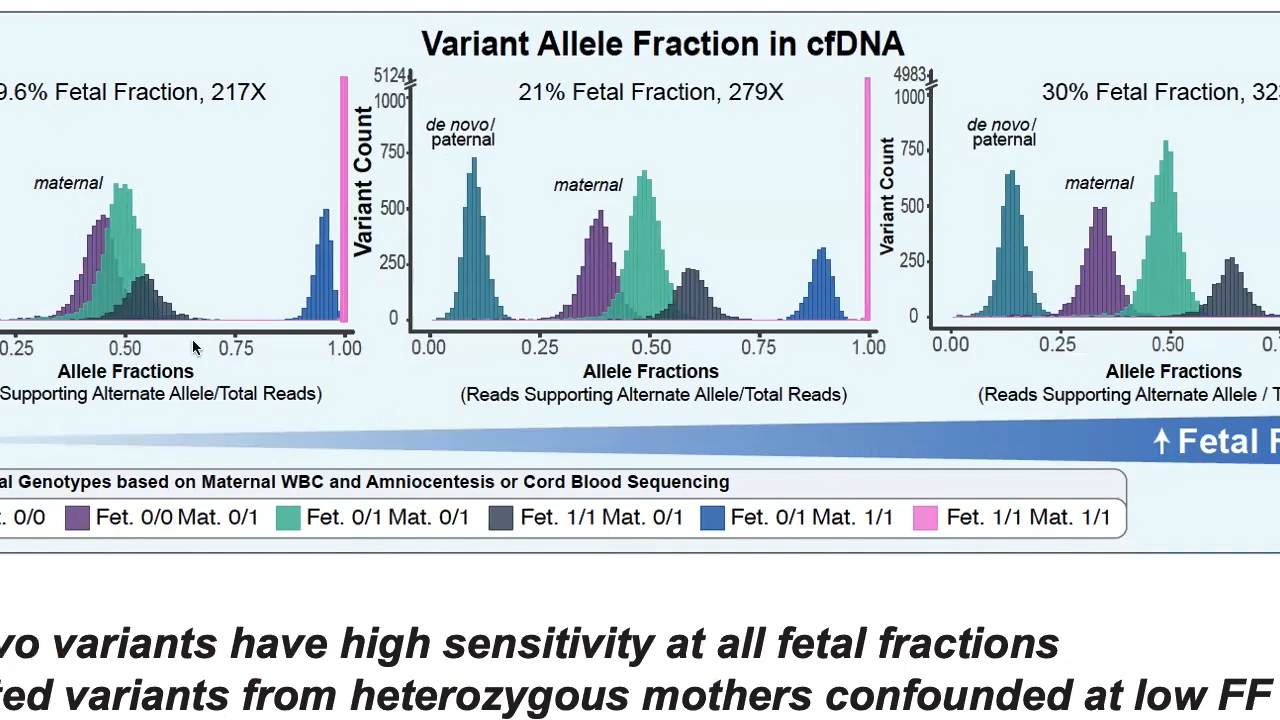 Variant Allele Fraction in cfDNA
9.6% Fetal Fraction, 217X
maternal
0.25 0.50 0.75 1.00
Allele Fractions
Supporting Alternate Allele/Total Reads)
5124
1000
750
500
250
0
Variant Count
21% Fetal Fraction, 279X
de novo/
paternal
maternal
0.00 0.25 0.50 0.75 1.00
Allele Fractions
(Reads Supporting Alternate Allele/Total Reads)
4983
1000
750
500
250
0
Variant Count
30% Fetal Fraction, 32
de novo/
paternal
maternal
0.00 0.25 0.50 0.
Allele Fractions
(Reads Supporting Alternate Allele / T
↑ Fetal F
al Genotypes based on Maternal WBC and Amniocentesis or Cord Blood Sequencing
t. 0/0 Fet. 0/0 Mat. 0/1 Fet. 0/1 Mat. 0/1 Fet. 1/1 Mat. 0/1 Fet. 0/1 Mat. 1/1 Fet. 1/1 Mat. 1/1
vo variants have high sensitivity at all fetal fractions
ted variants from heterozygous mothers confounded at low FF